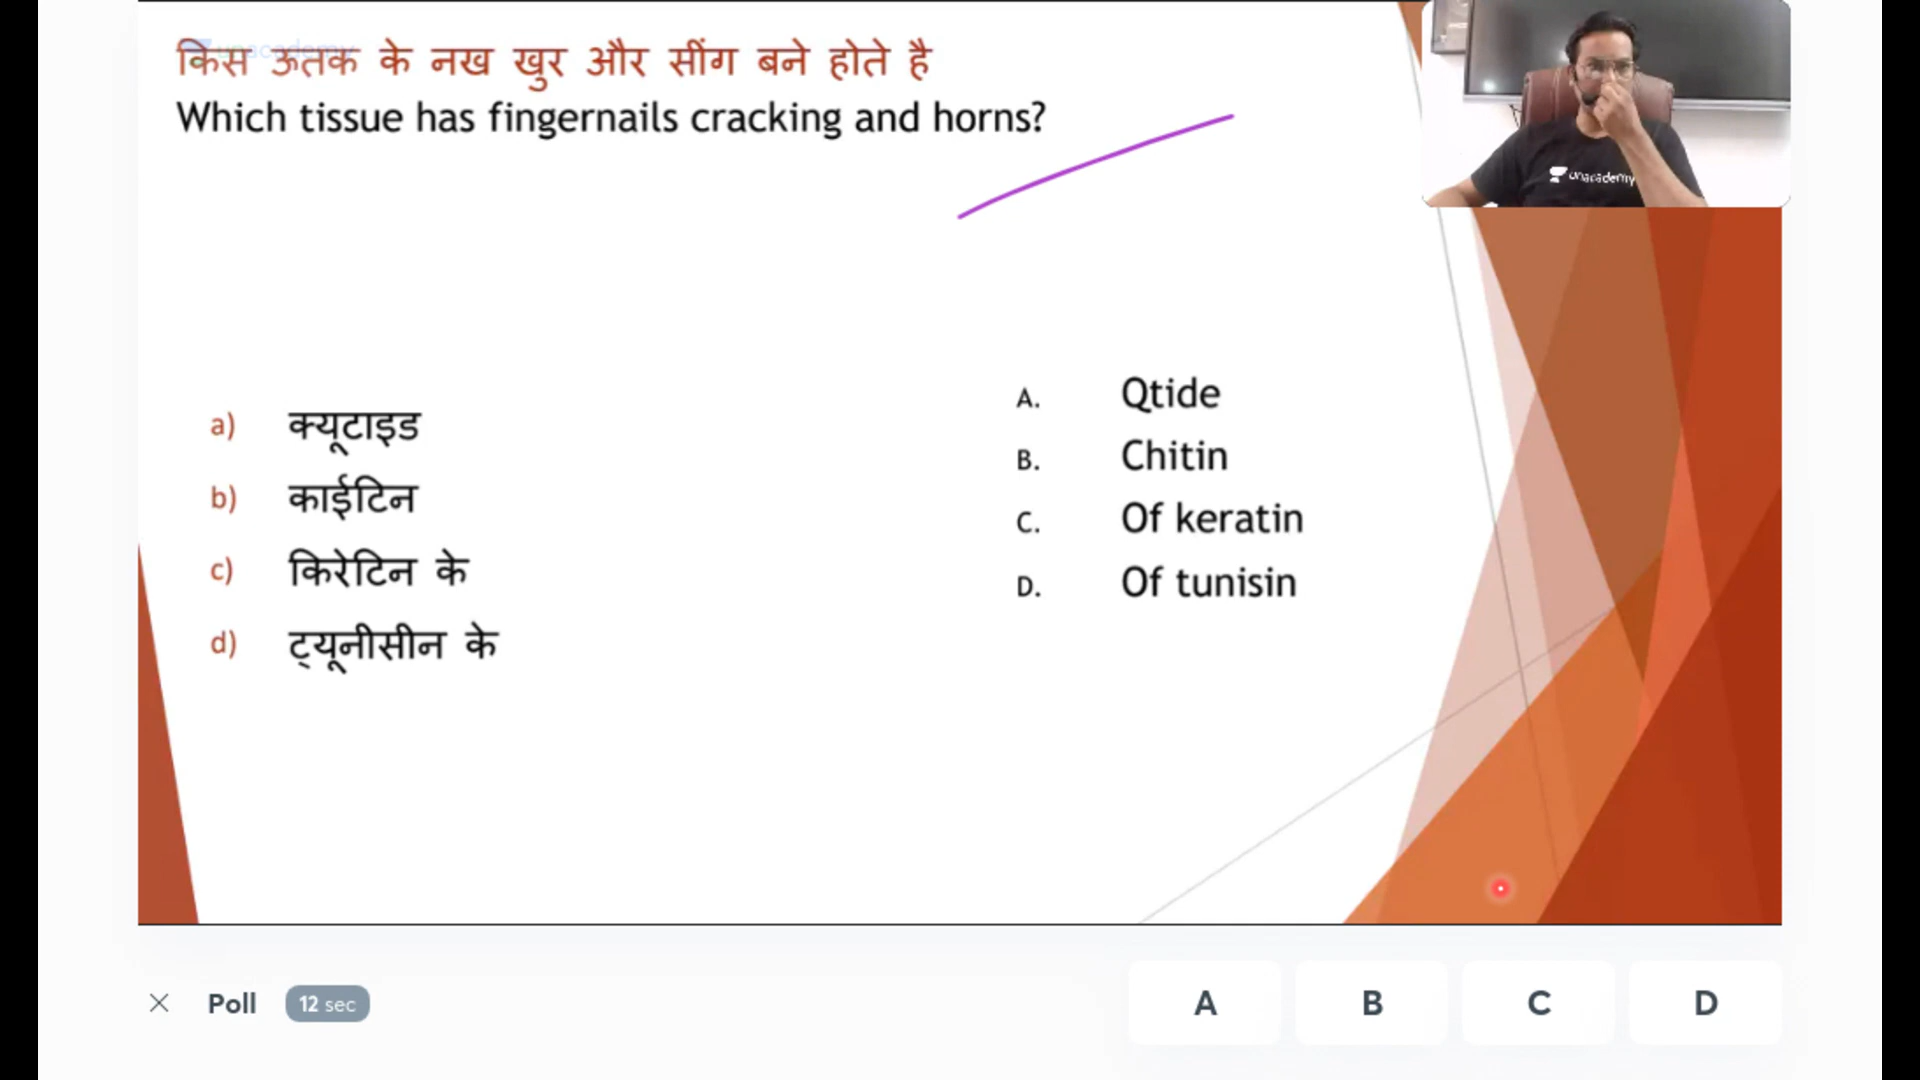 किस ऊतक के नख खुर और सींग बने होते है
Which tissue has fingernails cracking and horns?
unacademy
a) क्यूटाइड
b) काईटिन
c) किरेटिन के
d) ट्यूनीसीन के
A. Qtide
B. Chitin
C. Of keratin
D. Of tunisin
Poll 12 sec
A B C D